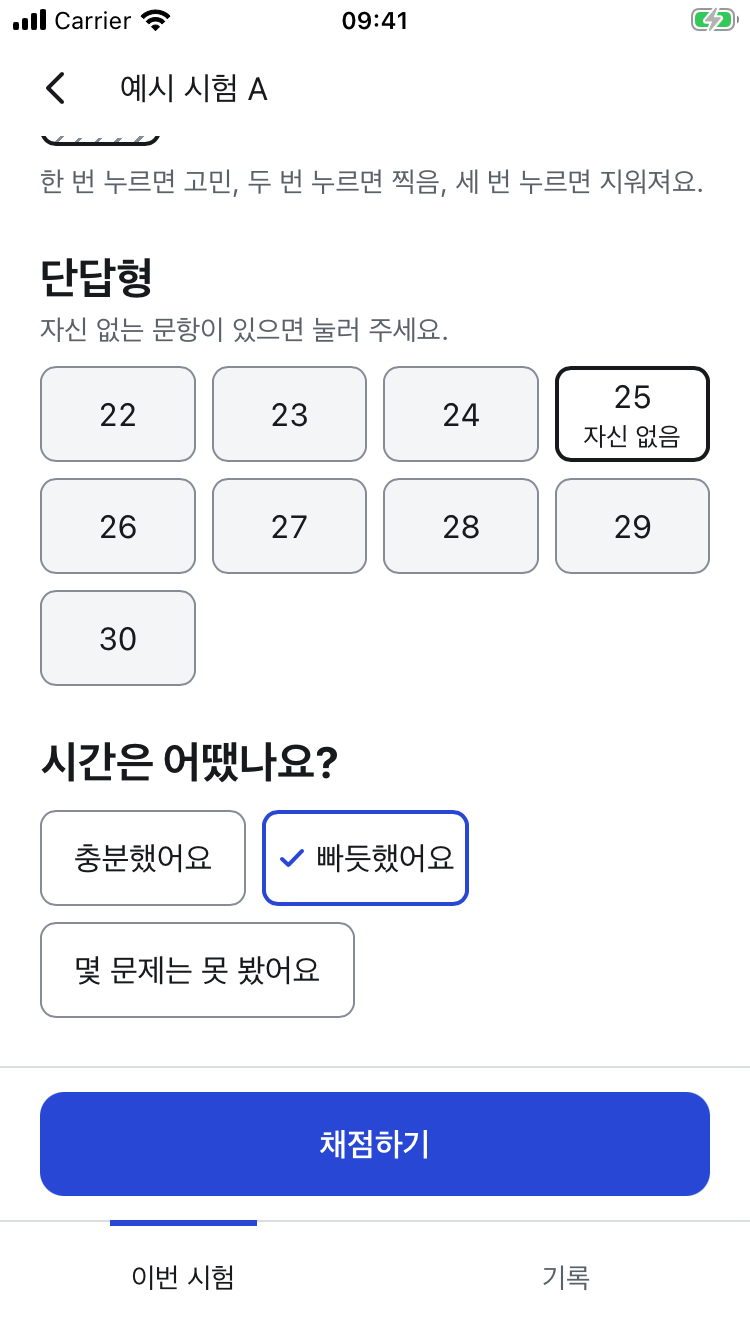 Carrier
09:41
예시 시험 A
한 번 누르면 고민, 두 번 누르면 찍음, 세 번 누르면 지워져요.
단답형
자신 없는 문항이 있으면 눌러 주세요.
22
23
24
25
자신 없음
26
27
28
29
30
시간은 어땠나요?
충분했어요
빠듯했어요
몇 문제는 못 봤어요
채점하기
이번 시험
기록